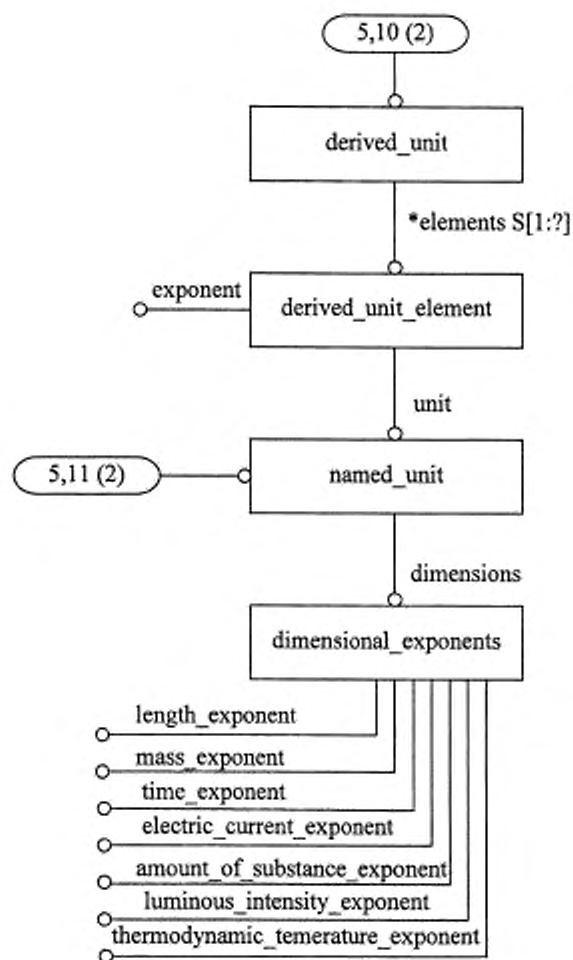 5,10 (2)
derived_unit
*elements S[1:?]
exponent
derived_unit_element
unit
5,11 (2)
named_unit
dimensions
dimensional_exponents
length_exponent
mass_exponent
time_exponent
electric_current_exponent
amount_of_substance_exponent
luminous_intensity_exponent
thermodynamic_temerature_exponent